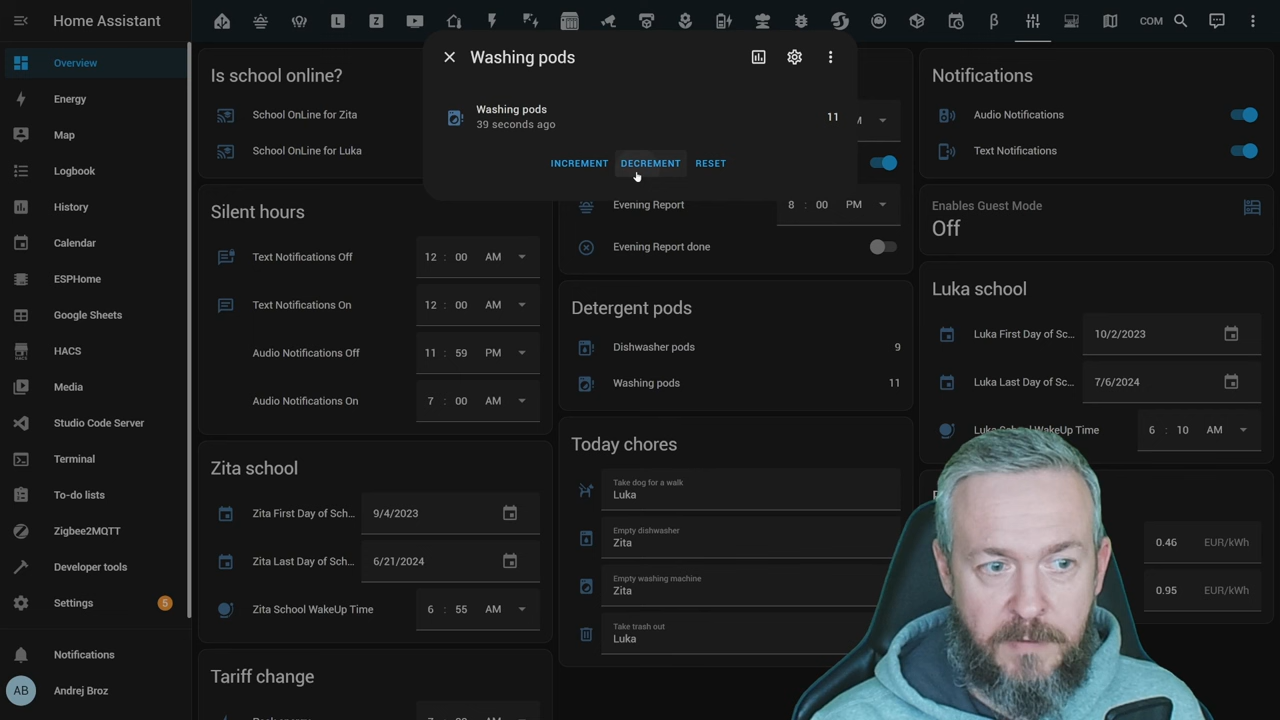 Home Assistant
L
Z
β
COM
Overview
Energy
Map
Logbook
History
Calendar
ESPHome
Google Sheets
HACS
HACS
Media
Studio Code Server
Terminal
To-do lists
Zigbee2MQTT
Developer tools
Settings
5
Notifications
AB
Andrej Broz
Washing pods
Washing pods
39 seconds ago
11
INCREMENT
DECREMENT
RESET
Is school online?
School OnLine for Zita
School OnLine for Luka
Silent hours
Text Notifications Off
12 : 00 AM
Text Notifications On
12 : 00 AM
Audio Notifications Off
11 : 59 PM
Audio Notifications On
7 : 00 AM
Zita school
Zita First Day of Sch...
9/4/2023
Zita Last Day of Sch...
6/21/2024
Zita School WakeUp Time
6 : 55 AM
Tariff change
Evening Report
8 : 00 PM
Evening Report done
Detergent pods
Dishwasher pods
9
Washing pods
11
Today chores
Take dog for a walk
Luka
Empty dishwasher
Zita
Empty washing machine
Zita
Take trash out
Luka
Notifications
Audio Notifications
Text Notifications
Enables Guest Mode
Off
Luka school
Luka First Day of Sc...
10/2/2023
Luka Last Day of Sc...
7/6/2024
Luka School WakeUp Time
6 : 10 AM
0.46 EUR/kWh
0.95 EUR/kWh